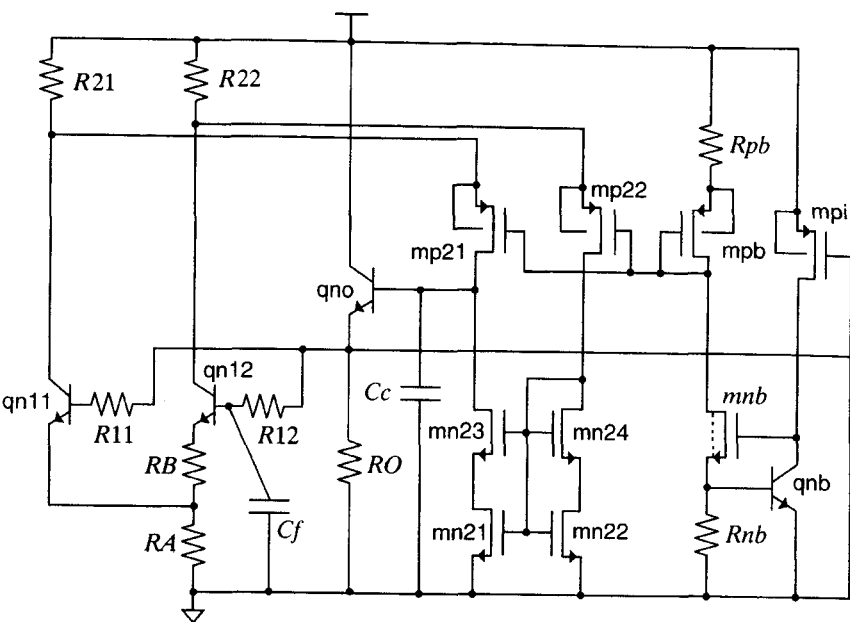 R21
R22
Rpb
mp22
mpi
mp21
mpb
qno
qn12
Cc
mnb
qn11
R11
R12
mn23
mn24
RB
RO
qnb
mn21
mn22
Rnb
RA
Cf